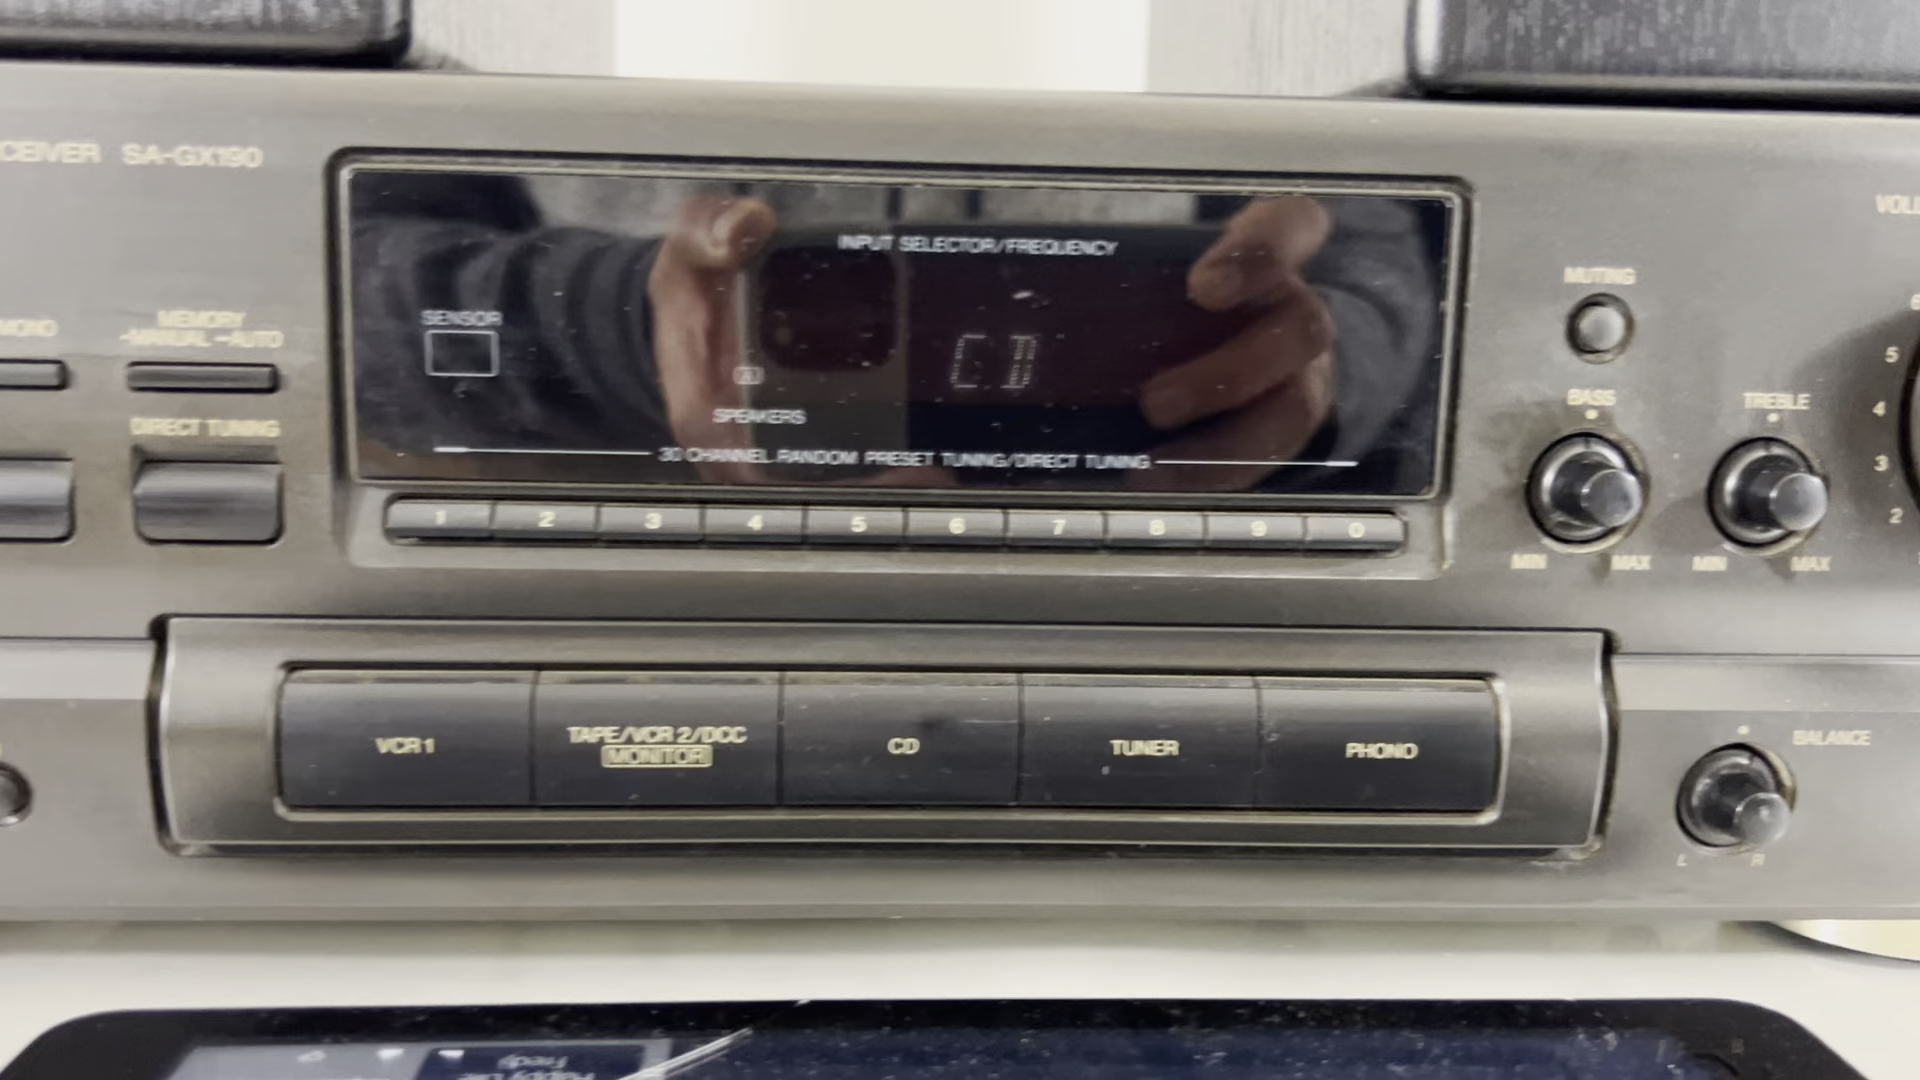 SA-GX190
VOLU
INPUT SELECTOR/FREQUENCY
MUTING
SENSOR
MONO
MEMORY
-MANUAL -AUTO
CD
6
5
4
3
2
A
BASS
TREBLE
SPEAKERS
DIRECT TUNING
30 CHANNEL RANDOM PRESET TUNING/DIRECT TUNING
1 2 3 4 5 6 7 8 9 0
MIN MAX
MIN MAX
VCR 1
TAPE/VCR 2/DCC
MONITOR
CD
TUNER
PHONO
BALANCE
L R